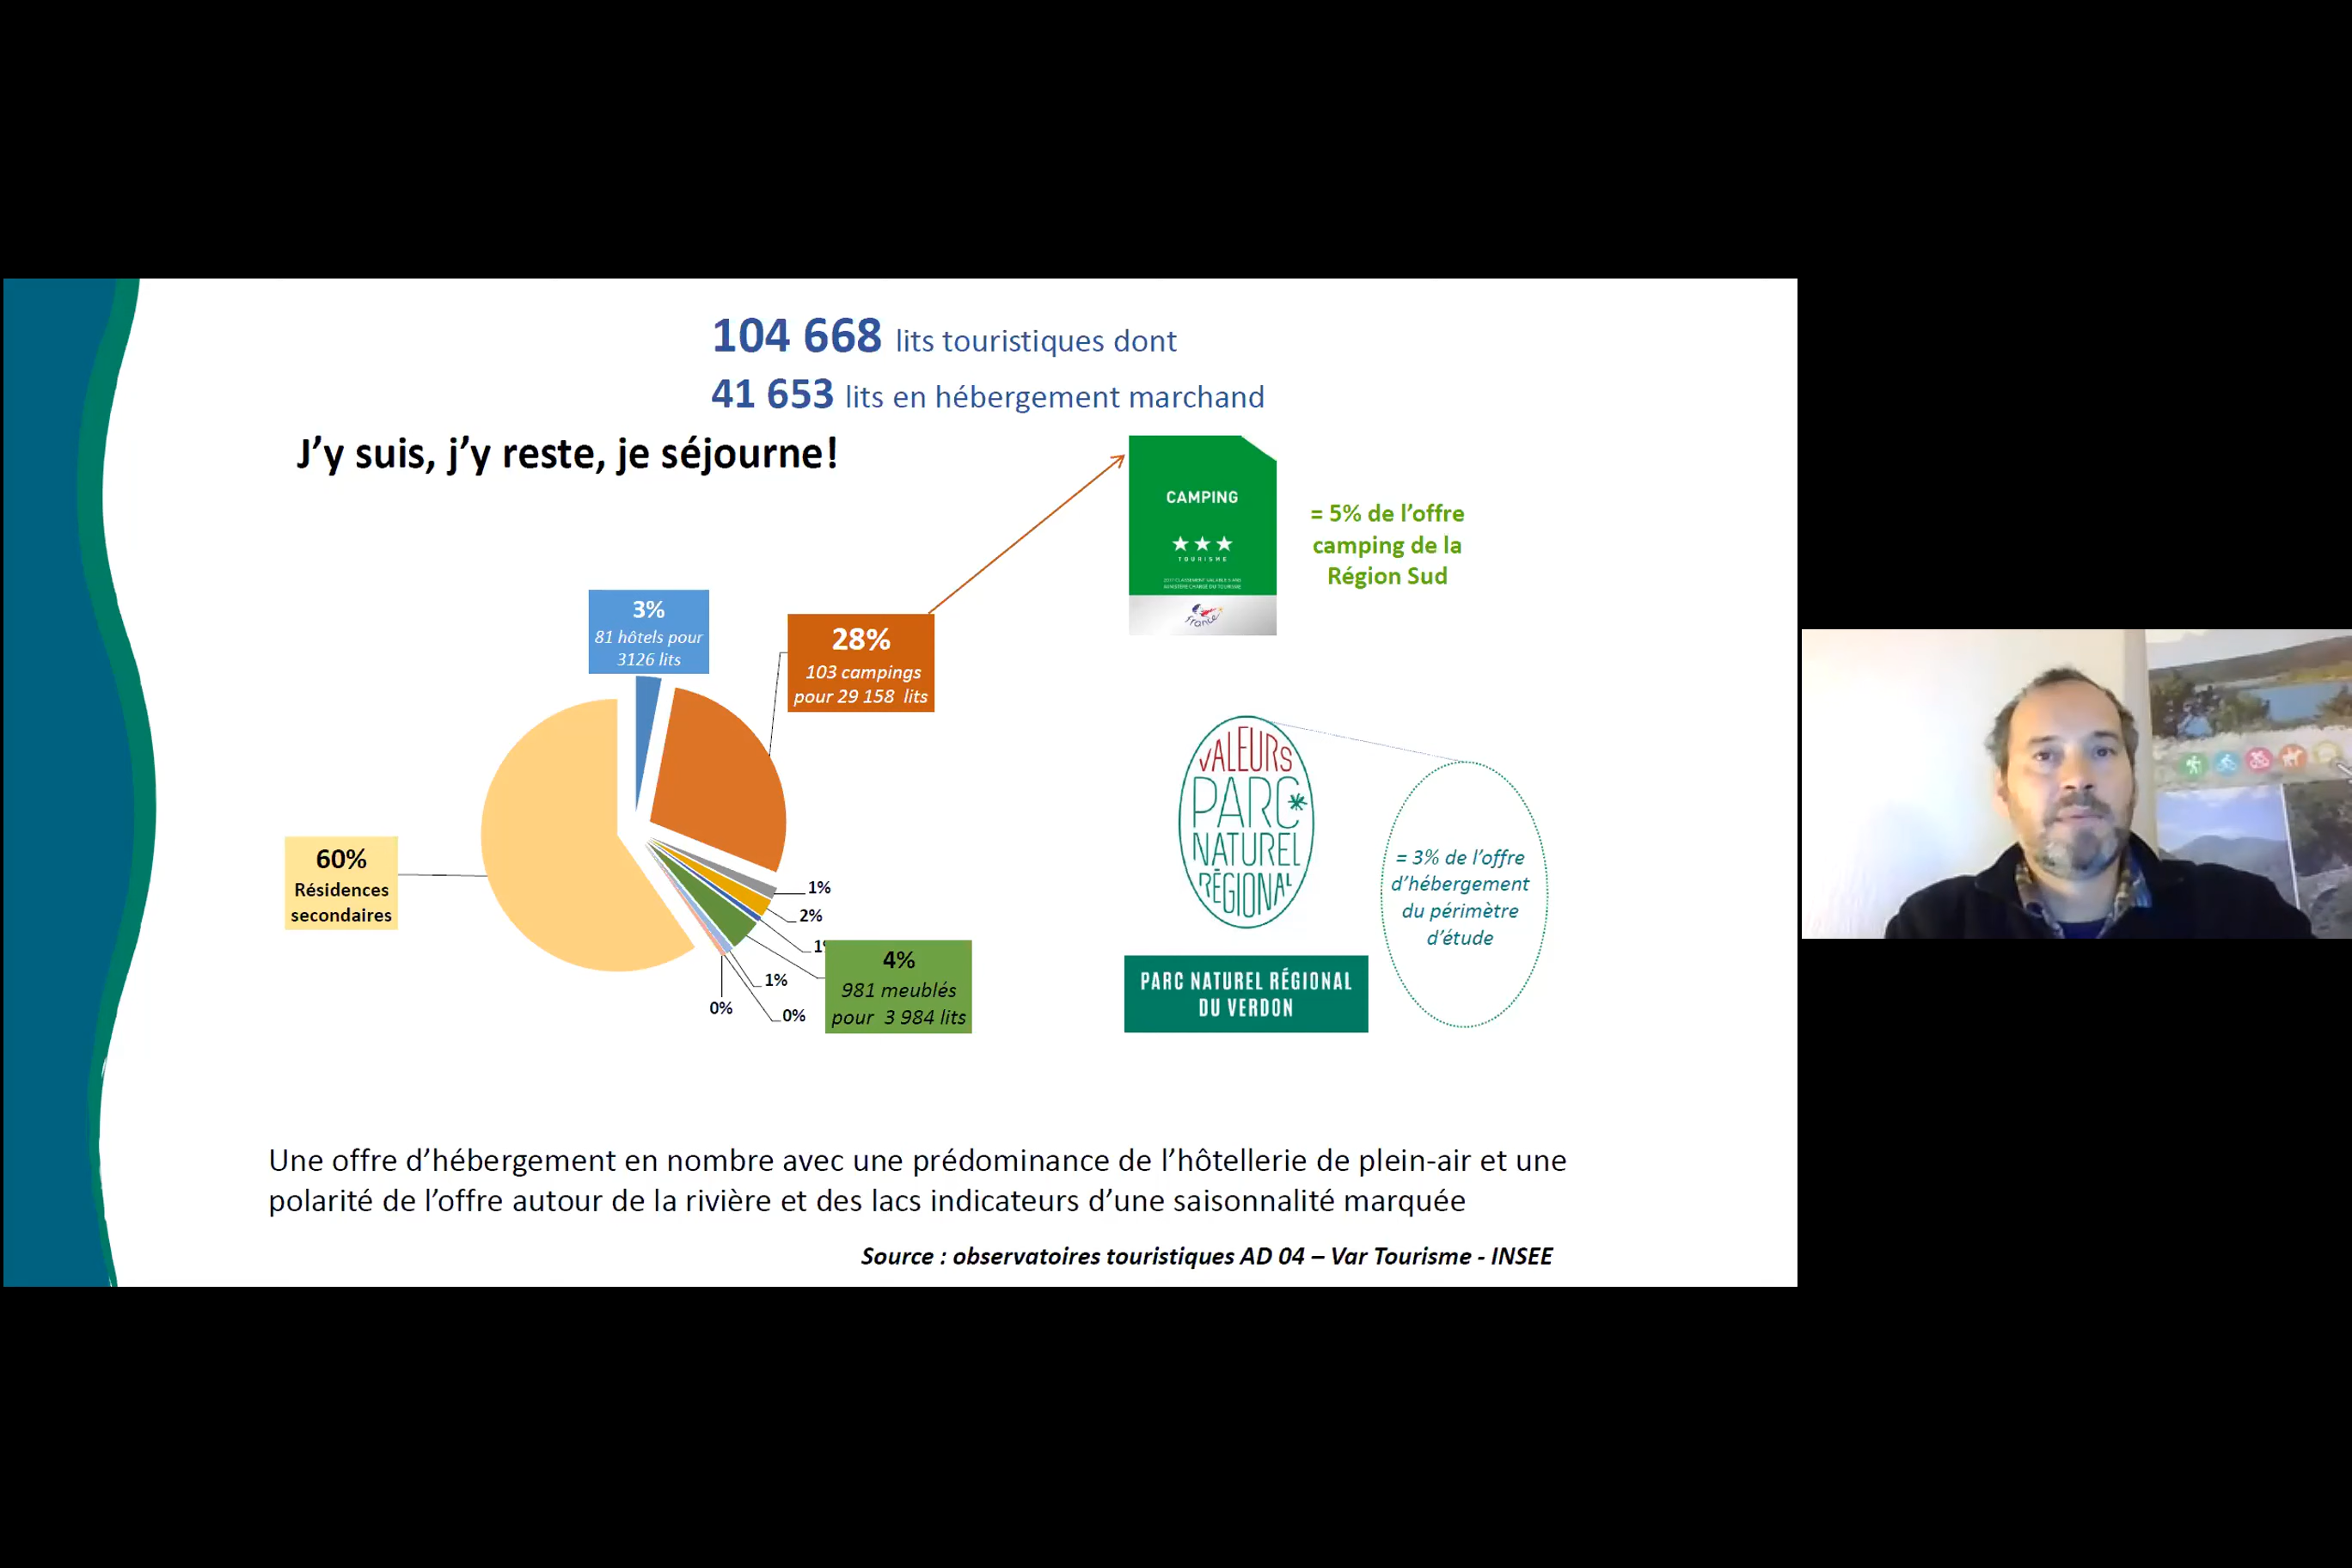 104 668 lits touristiques dont
41 653 lits en hébergement marchand
J'y suis, j'y reste, je séjourne!
CAMPING
TOURISME
france
= 5% de l'offre
camping de la
Région Sud
3%
81 hôtels pour
3126 lits
28%
103 campings
pour 29 158 lits
60%
Résidences
secondaires
1%
2%
1%
0%
0%
4%
981 meublés
pour 3 984 lits
VALEURS
PARC
NATUREL
RÉGIONAL
PARC NATUREL RÉGIONAL
DU VERDON
= 3% de l'offre
d'hébergement
du périmètre
d'étude
Une offre d'hébergement en nombre avec une prédominance de l'hôtellerie de plein-air et une
polarité de l'offre autour de la rivière et des lacs indicateurs d'une saisonnalité marquée
Source : observatoires touristiques AD 04 – Var Tourisme - INSEE